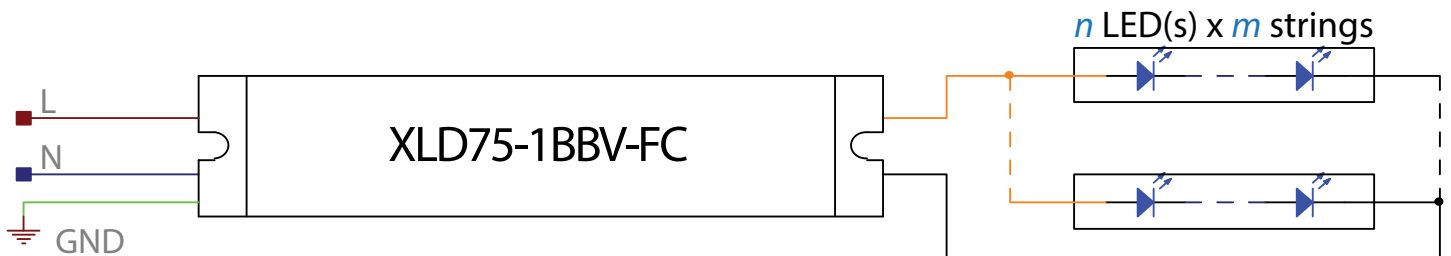 n LED(s) x m strings
L
XLD75-1BBV-FC
N
GND